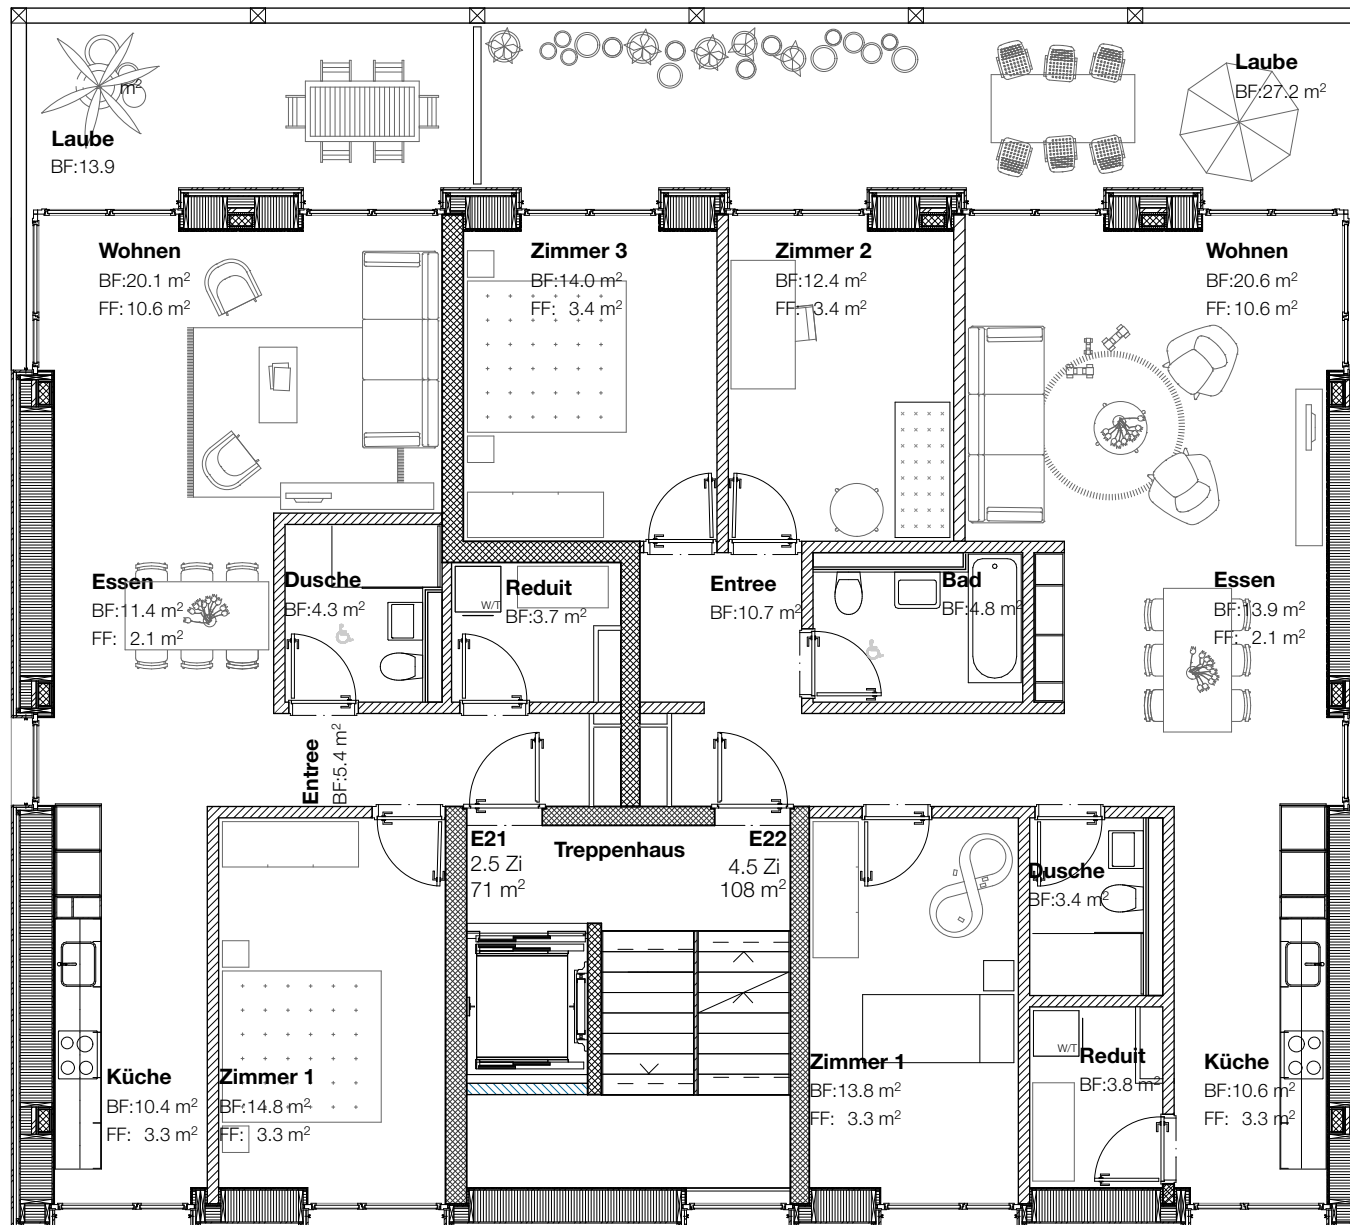 m²
Laube
BF:13.9
Laube
BF:27.2 m²
Wohnen
BF:20.1 m²
FF: 10.6 m²
Zimmer 3
BF:14.0 m²
FF: 3.4 m²
Zimmer 2
BF:12.4 m²
FF: 3.4 m²
Wohnen
BF:20.6 m²
FF: 10.6 m²
Essen
BF:11.4 m²
FF: 2.1 m²
Dusche
BF:4.3 m²
W/T
Reduit
BF:3.7 m²
Entree
BF:10.7 m²
Bad
BF:4.8 m²
Essen
BF:13.9 m²
FF: 2.1 m²
Entree
BF:5.4 m²
E21
2.5 Zi
71 m²
Treppenhaus
E22
4.5 Zi
108 m²
Dusche
BF:3.4 m²
Küche
BF:10.4 m²
FF: 3.3 m²
Zimmer 1
BF:14.8 m²
FF: 3.3 m²
Zimmer 1
BF:13.8 m²
FF: 3.3 m²
W/T
Reduit
BF:3.8 m²
Küche
BF:10.6 m²
FF: 3.3 m²